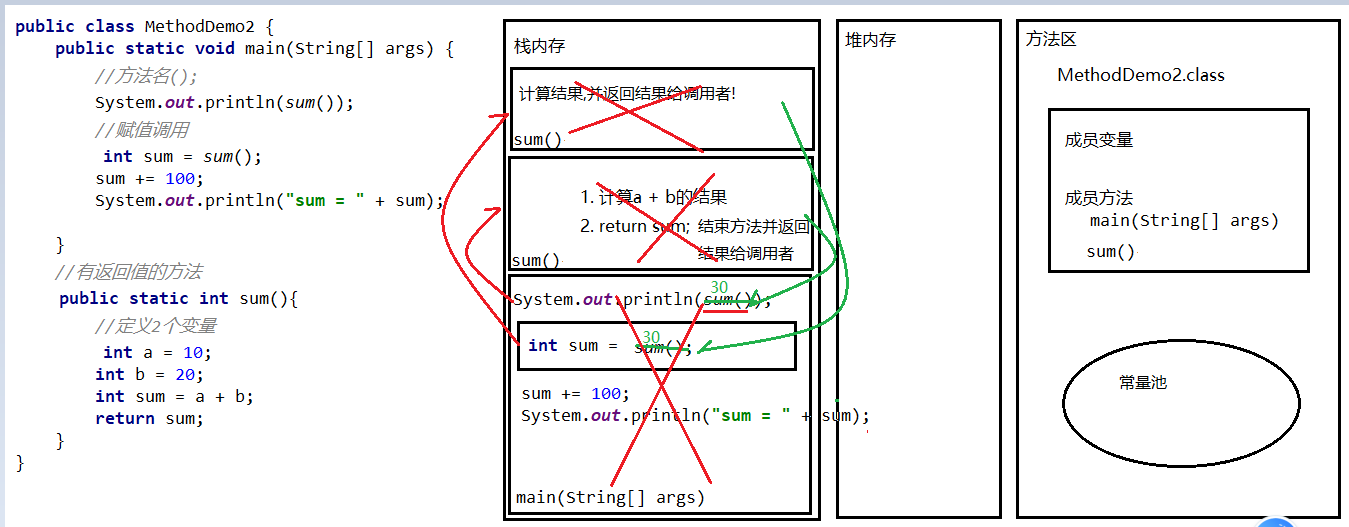 public class MethodDemo2 {
public static void main(String[] args) {
//方法名();
System.out.println(sum());
//赋值调用
int sum = sum();
sum += 100;
System.out.println("sum = " + sum);
}
//有返回值的方法
public static int sum(){
//定义2个变量
int a = 10;
int b = 20;
int sum = a + b;
return sum;
}
}
栈内存
计算结果,并返回结果给调用者!
sum()
1. 计算a + b的结果
2. return sum; 结束方法并返回
结果给调用者
sum()
30
System.out.println(sum());
30
int sum = sum();
sum += 100;
System.out.println("sum = " + sum);
main(String[] args)
堆内存
方法区
MethodDemo2.class
成员变量
成员方法
main(String[] args)
sum()
常量池